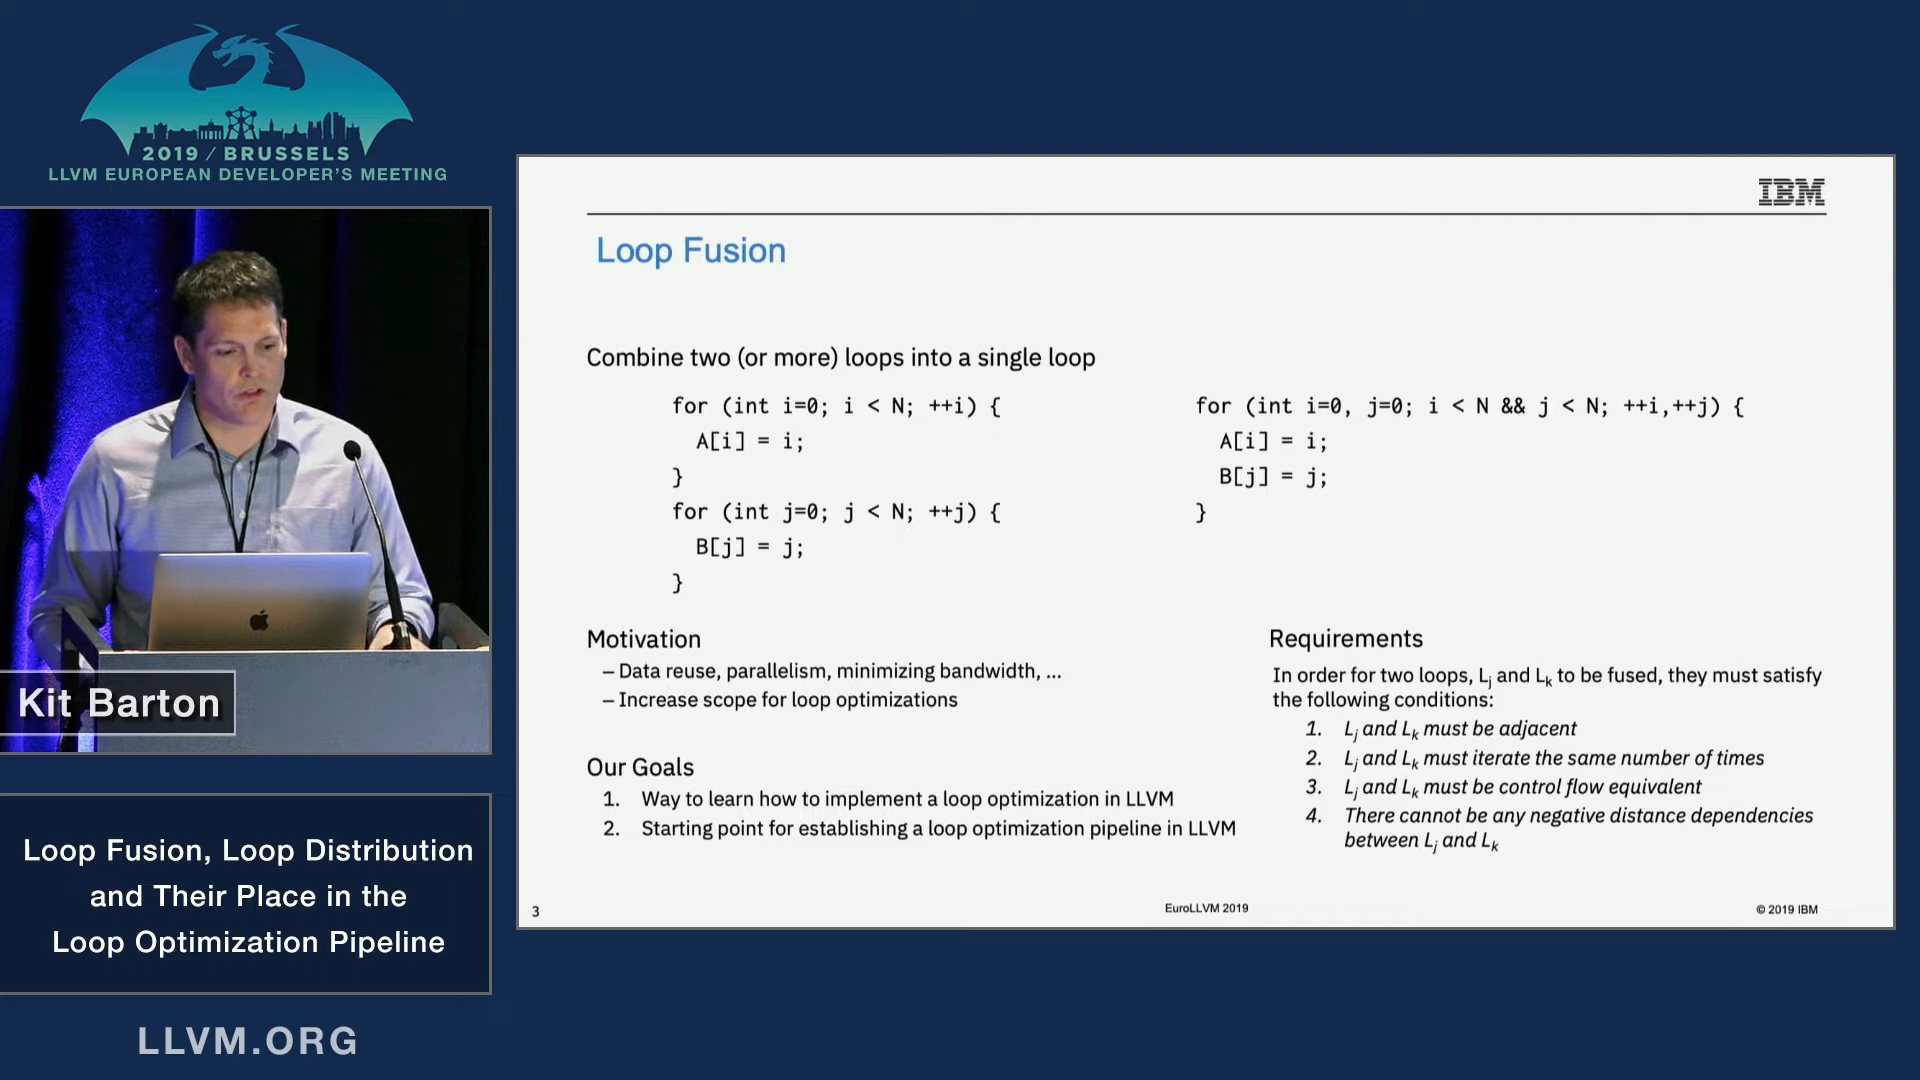 2019 / BRUSSELS
LLVM EUROPEAN DEVELOPER'S MEETING
Kit Barton
Loop Fusion, Loop Distribution
and Their Place in the
Loop Optimization Pipeline
LLVM.ORG
IBM
Loop Fusion
Combine two (or more) loops into a single loop
for (int i=0; i < N; ++i) {
A[i] = i;
}
for (int j=0; j < N; ++j) {
B[j] = j;
}
for (int i=0, j=0; i < N && j < N; ++i,++j) {
A[i] = i;
B[j] = j;
}
Motivation
– Data reuse, parallelism, minimizing bandwidth, ...
– Increase scope for loop optimizations
Our Goals
1. Way to learn how to implement a loop optimization in LLVM
2. Starting point for establishing a loop optimization pipeline in LLVM
Requirements
In order for two loops, Lj and Lk to be fused, they must satisfy
the following conditions:
1. Lj and Lk must be adjacent
2. Lj and Lk must iterate the same number of times
3. Lj and Lk must be control flow equivalent
4. There cannot be any negative distance dependencies
between Lj and Lk
3
EuroLLVM 2019
© 2019 IBM